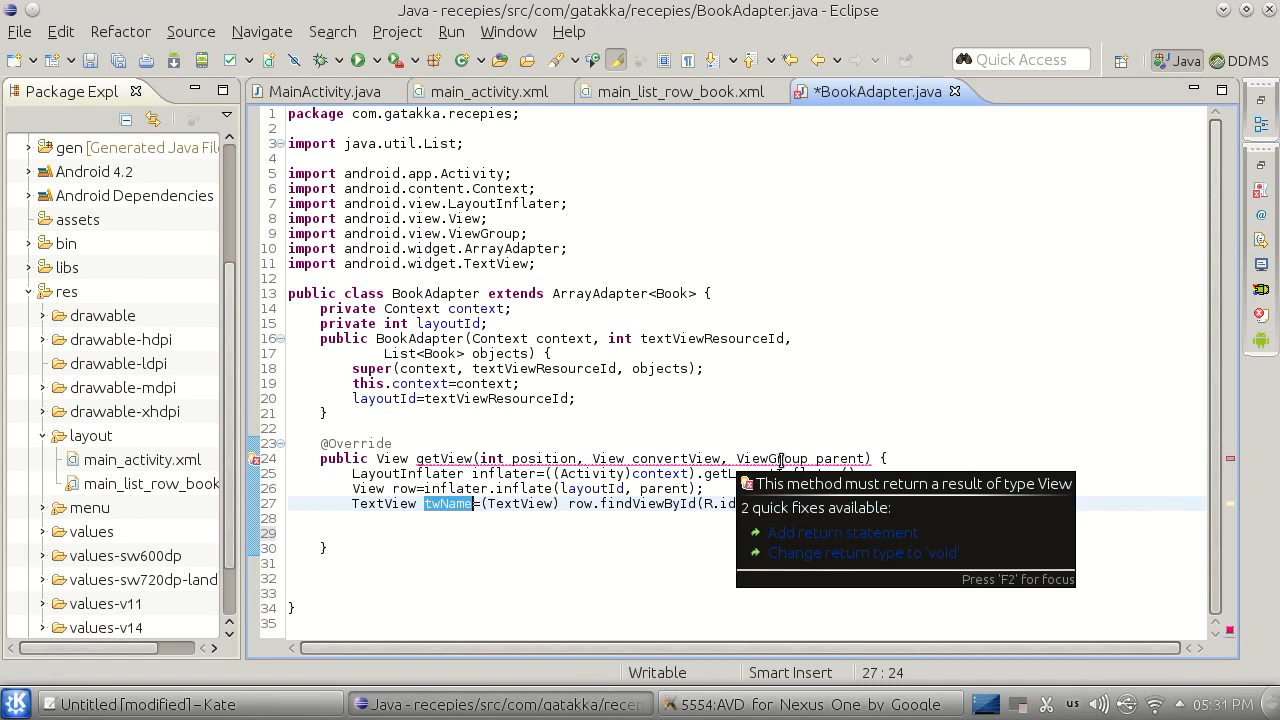 Java - recepies/src/com/gatakka/recepies/BookAdapter.java - Eclipse
File Edit Refactor Source Navigate Search Project Run Window Help
Quick Access
Java
DDMS
Package Expl
MainActivity.java
main_activity.xml
main_list_row_book.xml
*BookAdapter.java
gen [Generated Java File
Android 4.2
Android Dependencies
assets
bin
libs
res
drawable
drawable-hdpi
drawable-ldpi
drawable-mdpi
drawable-xhdpi
layout
main_activity.xml
main_list_row_book
menu
values
values-sw600dp
values-sw720dp-land
values-v11
values-v14
1 package com.gatakka.recepies;
2
3 import java.util.List;
4
5 import android.app.Activity;
6 import android.content.Context;
7 import android.view.LayoutInflater;
8 import android.view.View;
9 import android.view.ViewGroup;
10 import android.widget.ArrayAdapter;
11 import android.widget.TextView;
12
13 public class BookAdapter extends ArrayAdapter<Book> {
14 private Context context;
15 private int layoutId;
16 public BookAdapter(Context context, int textViewResourceId,
17 List<Book> objects) {
18 super(context, textViewResourceId, objects);
19 this.context=context;
20 layoutId=textViewResourceId;
21 }
22
23 @Override
24 public View getView(int position, View convertView, ViewGroup parent) {
25 LayoutInflater inflater=((Activity)context).
26 View row=inflater.inflate(layoutId, parent);
27 TextView twName=(TextView) row.findViewById(R.id
28
29
30 }
31
32
33
34 }
35
This method must return a result of type View
2 quick fixes available:
Add return statement
Change return type to 'void'
Press 'F2' for focus
Writable
Smart Insert
27 : 24
Untitled [modified] – Kate
Java - recepies/src/com/gatakka/rece
5554:AVD_for_Nexus_One_by_Google
us
05:31 PM